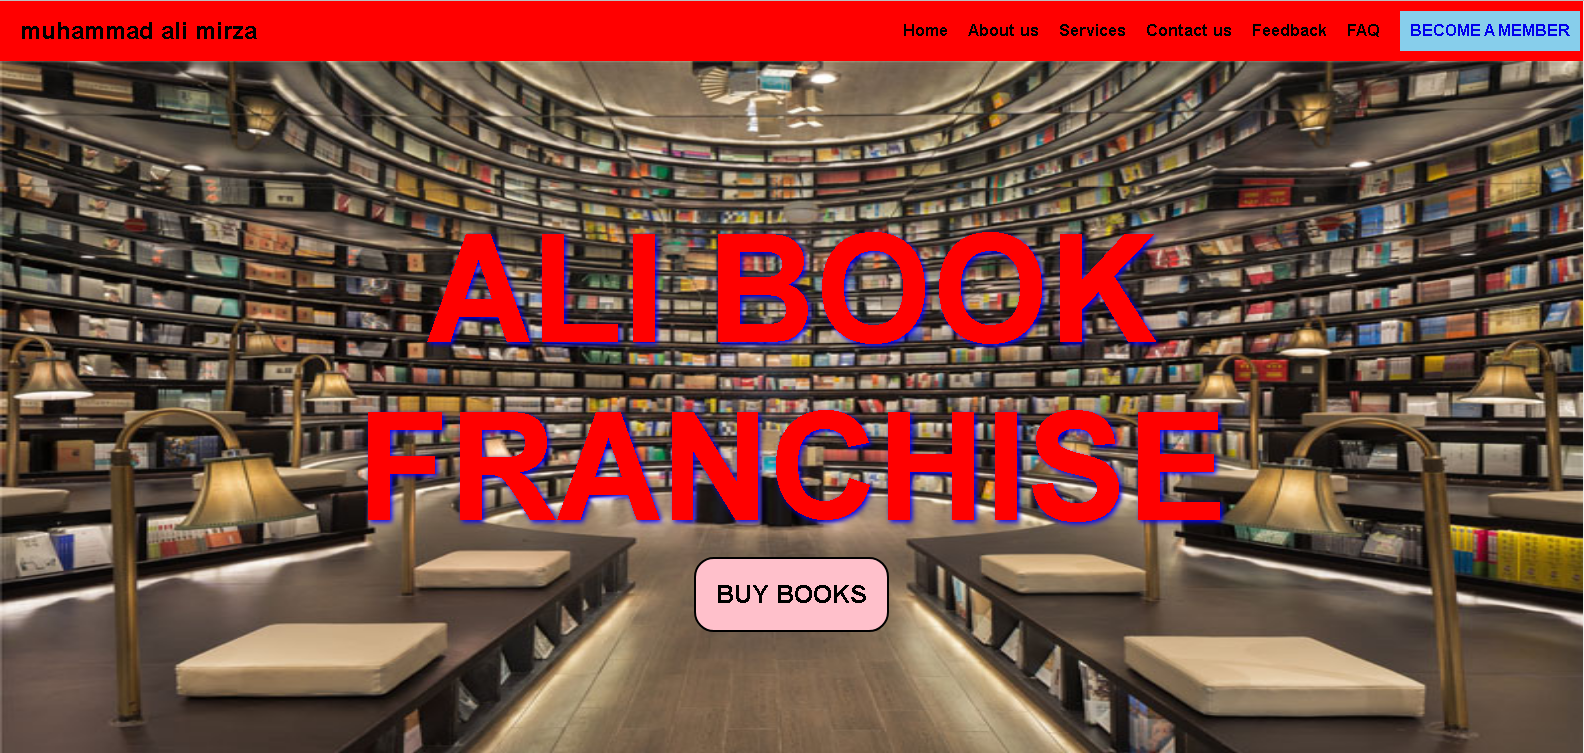 muhammad ali mirza
Home About us Services Contact us Feedback FAQ BECOME A MEMBER
ALI BOOK
FRANCHISE
BUY BOOKS